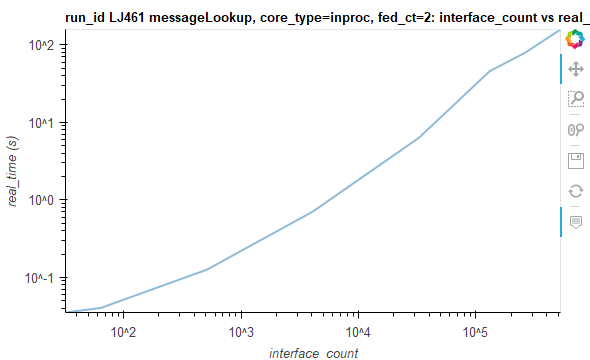 run_id LJ461 messageLookup, core_type=inproc, fed_ct=2: interface_count vs real_
10^2
10^1
10^0
10^-1
real_time (s)
10^2 10^3 10^4 10^5
interface_count